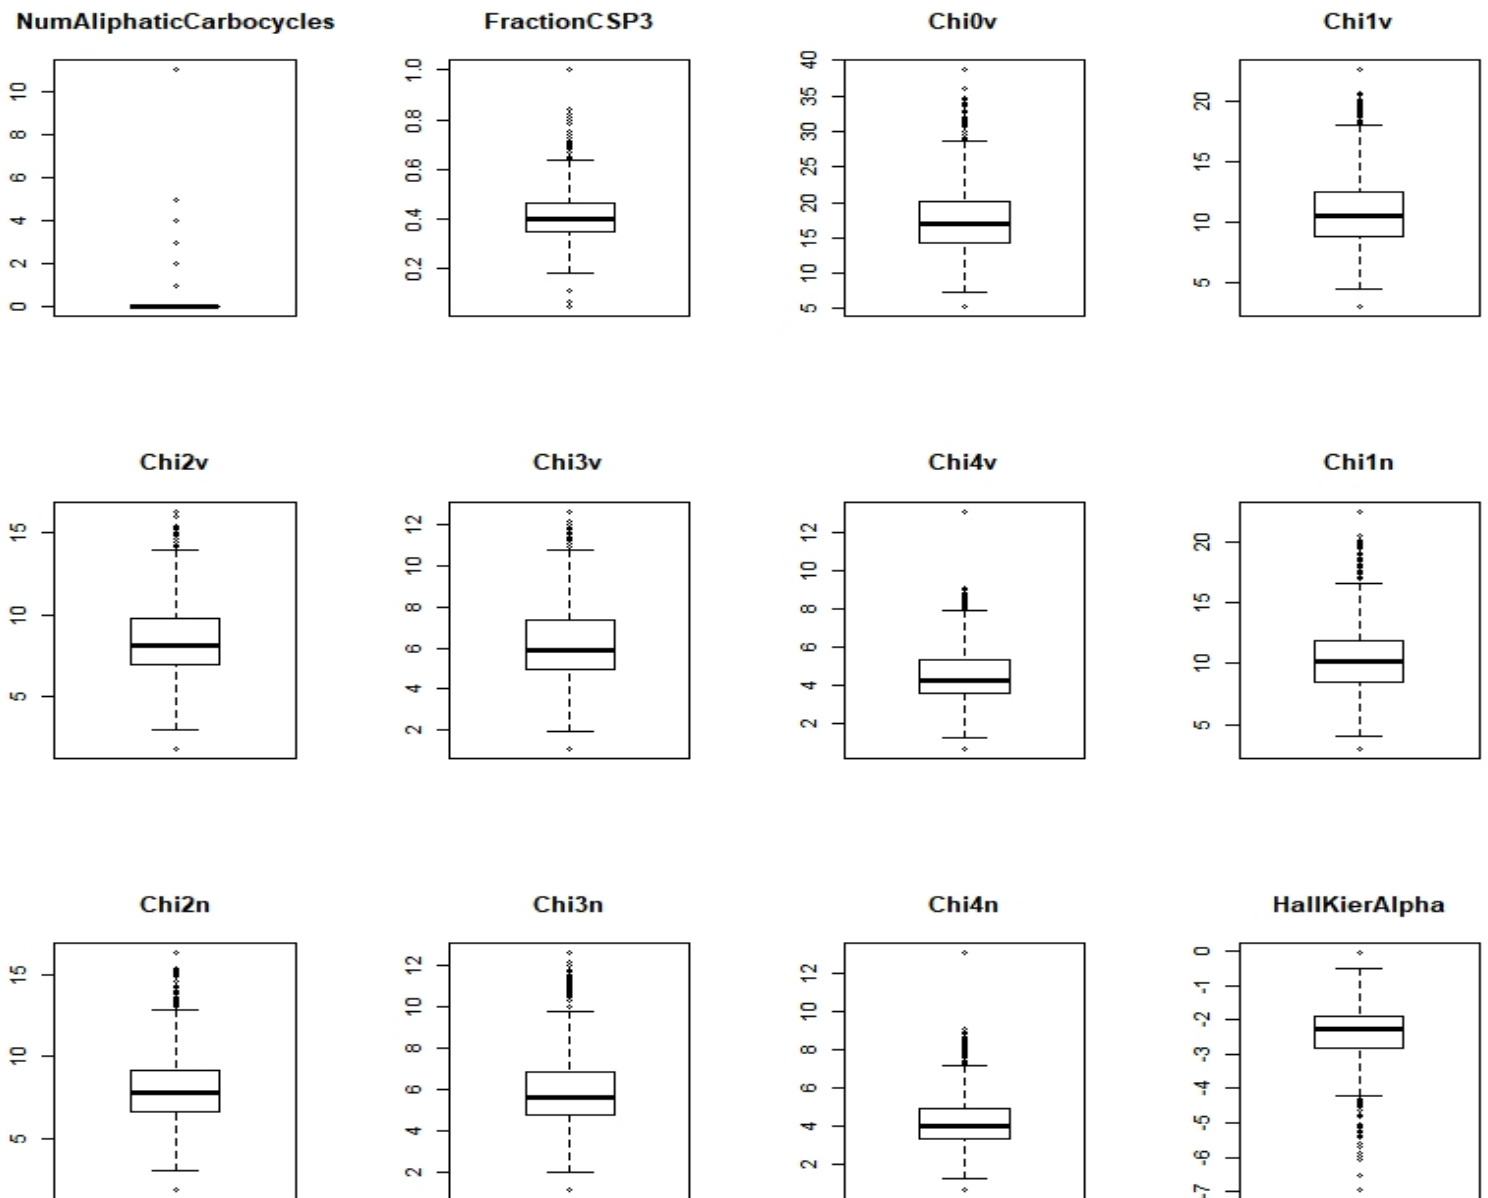 NumAliphaticCarbocycles FractionCSP3 Chi0v Chi1v
0 2 4 6 8 10
0.2 0.4 0.6 0.8 1.0
5 10 15 20 25 30 35 40
5 10 15 20
Chi2v Chi3v Chi4v Chi1n
5 10 15
2 4 6 8 10 12
2 4 6 8 10 12
5 10 15 20
Chi2n Chi3n Chi4n HallKierAlpha
5 10 15
2 4 6 8 10 12
2 4 6 8 10 12
-7 -6 -5 -4 -3 -2 -1 0